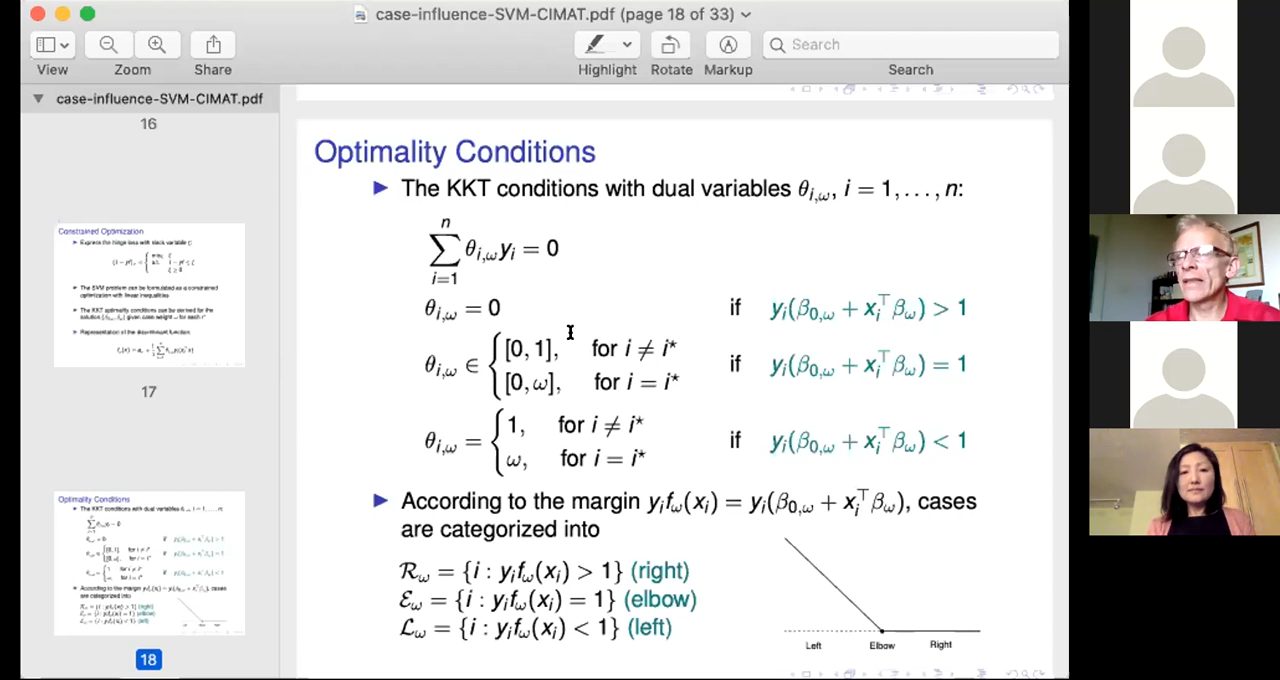 case-influence-SVM-CIMAT.pdf (page 18 of 33)
View
Zoom
Share
Highlight
Rotate
Markup
Search
Search
case-influence-SVM-CIMAT.pdf
16
Constrained Optimization
17
Optimality Conditions
18
Optimality Conditions
The KKT conditions with dual variables θ_{i,ω}, i = 1, . . . , n:
∑_{i=1}^{n} θ_{i,ω} y_i = 0
θ_{i,ω} = 0 if y_i(β_{0,ω} + x_i^⊤ β_ω) > 1
θ_{i,ω} ∈ { [0, 1], for i ≠ i* if y_i(β_{0,ω} + x_i^⊤ β_ω) = 1
[0, ω], for i = i*
θ_{i,ω} = { 1, for i ≠ i* if y_i(β_{0,ω} + x_i^⊤ β_ω) < 1
ω, for i = i*
According to the margin y_i f_ω(x_i) = y_i(β_{0,ω} + x_i^⊤ β_ω), cases
are categorized into
R_ω = {i : y_i f_ω(x_i) > 1} (right)
E_ω = {i : y_i f_ω(x_i) = 1} (elbow)
L_ω = {i : y_i f_ω(x_i) < 1} (left)
Left Elbow Right